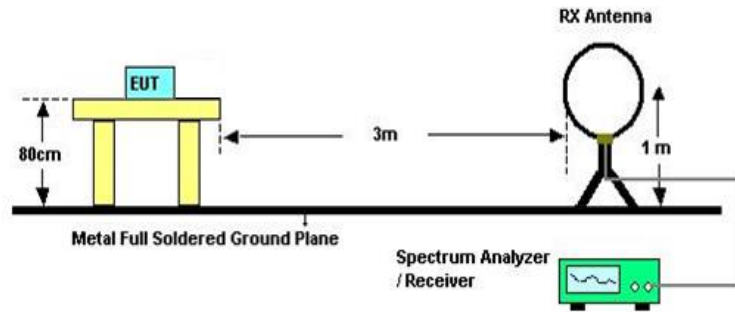 RX Antenna
EUT
80cm
3m
1 m
Metal Full Soldered Ground Plane
Spectrum Analyzer
/ Receiver